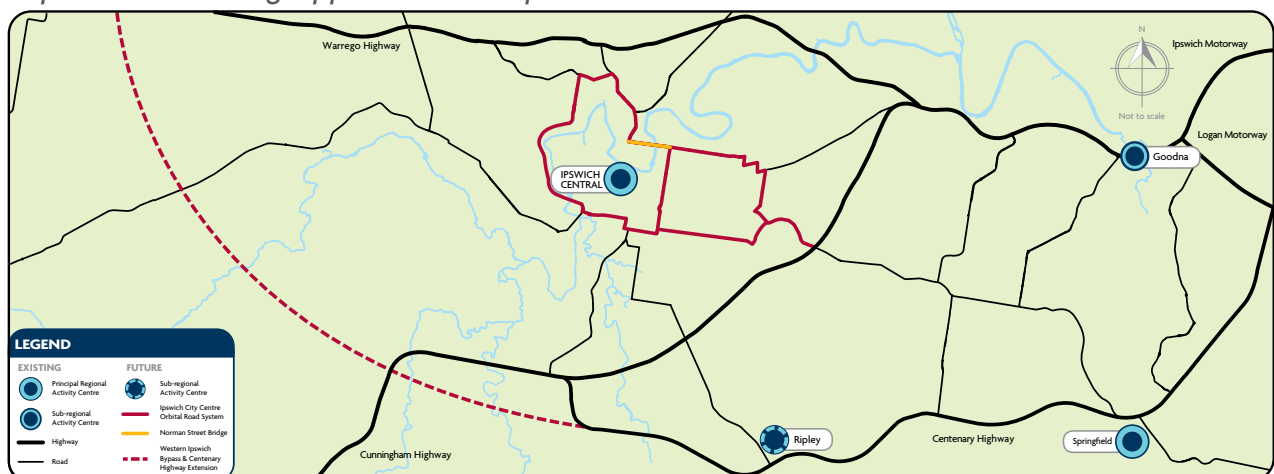 Warrego Highway
N
Ipswich Motorway
Not to scale
Logan Motorway
Goodna
IPSWICH
CENTRAL
LEGEND
EXISTING
FUTURE
Principal Regional
Activity Centre
Sub-regional
Activity Centre
Sub-regional
Activity Centre
Ipswich City Centre
Orbital Road System
Highway
Norman Street Bridge
Road
Western Ipswich
Bypass & Centenary
Highway Extension
Cunningham Highway
Ripley
Centenary Highway
Springfield